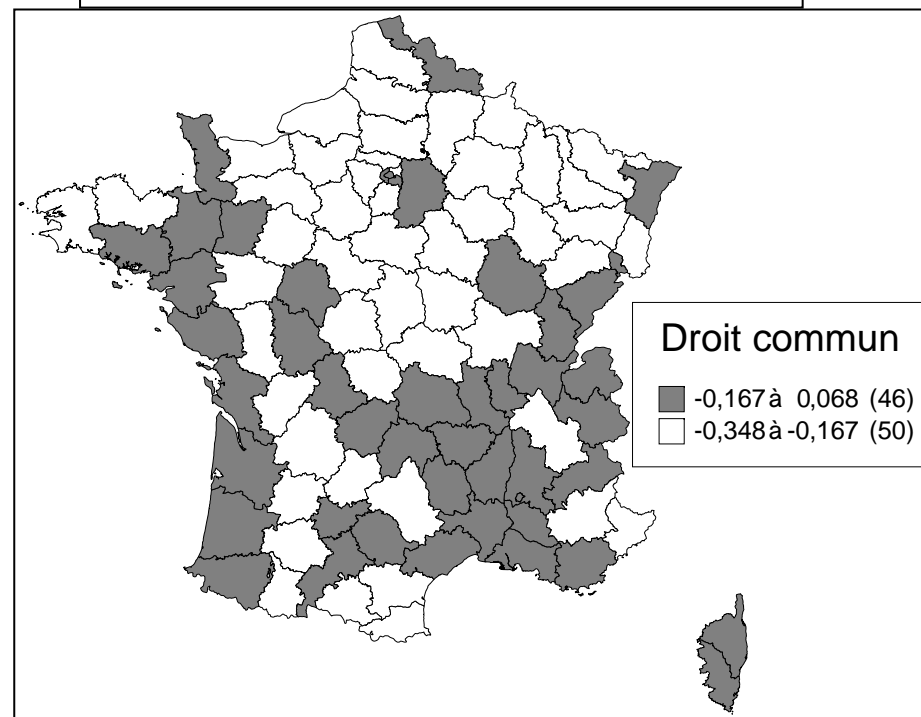 Droit commun
-0,167 à 0,068 (46)
-0,348 à -0,167 (50)